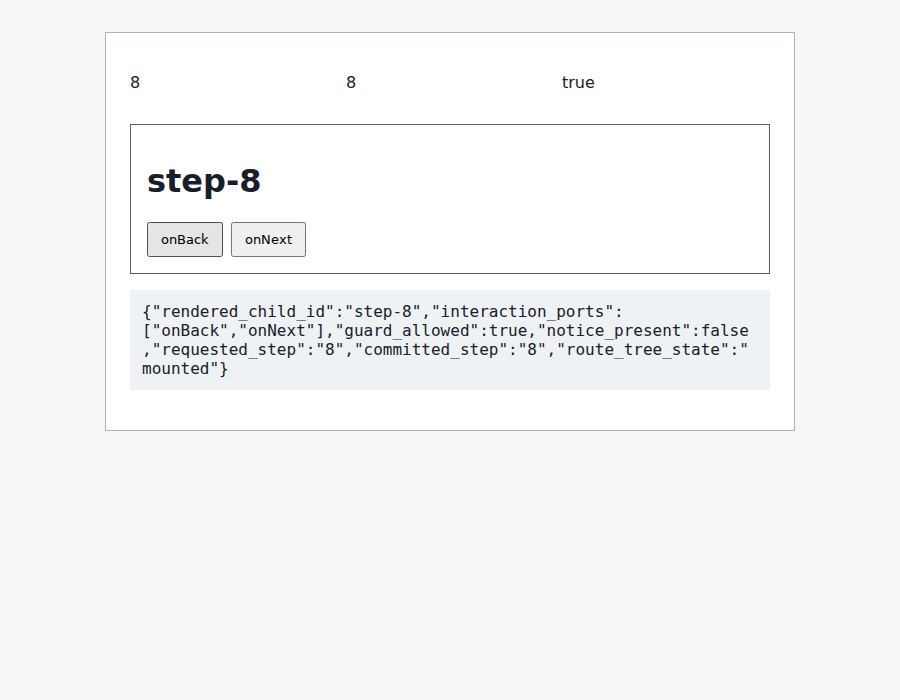 8 8 true
step-8
onBack onNext
{"rendered_child_id":"step-8","interaction_ports":
["onBack","onNext"],"guard_allowed":true,"notice_present":false
,"requested_step":"8","committed_step":"8","route_tree_state":"
mounted"}